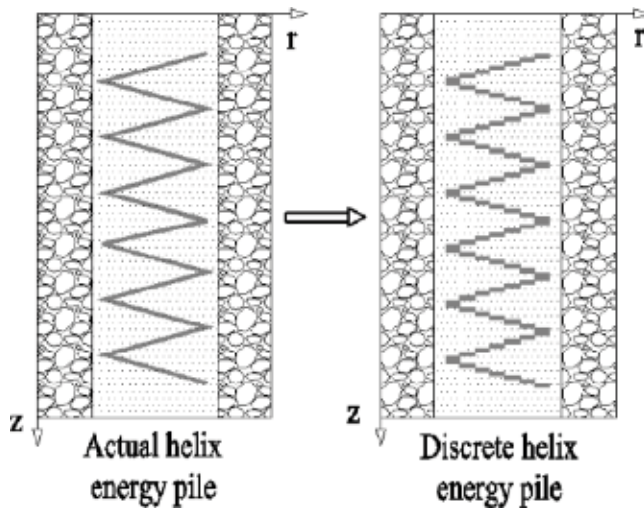 r
r
z
z
Actual helix
energy pile
Discrete helix
energy pile